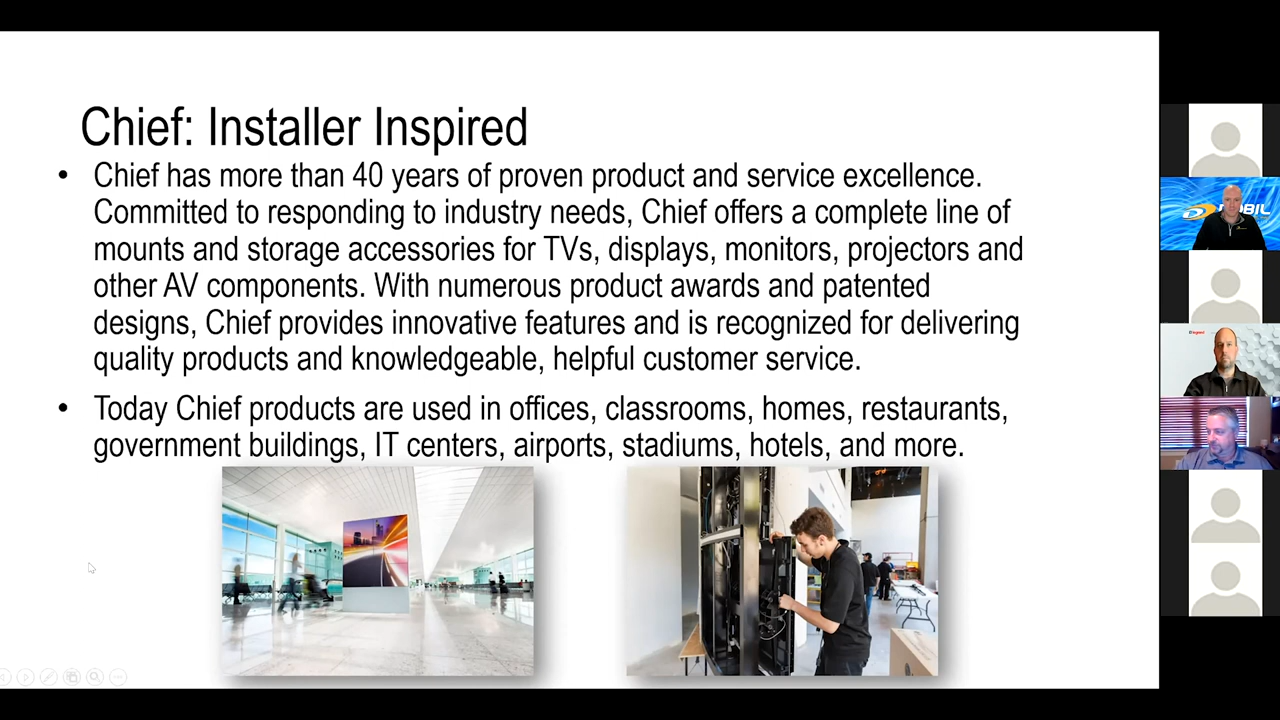 Chief: Installer Inspired
• Chief has more than 40 years of proven product and service excellence.
Committed to responding to industry needs, Chief offers a complete line of
mounts and storage accessories for TVs, displays, monitors, projectors and
other AV components. With numerous product awards and patented
designs, Chief provides innovative features and is recognized for delivering
quality products and knowledgeable, helpful customer service.
• Today Chief products are used in offices, classrooms, homes, restaurants,
government buildings, IT centers, airports, stadiums, hotels, and more.